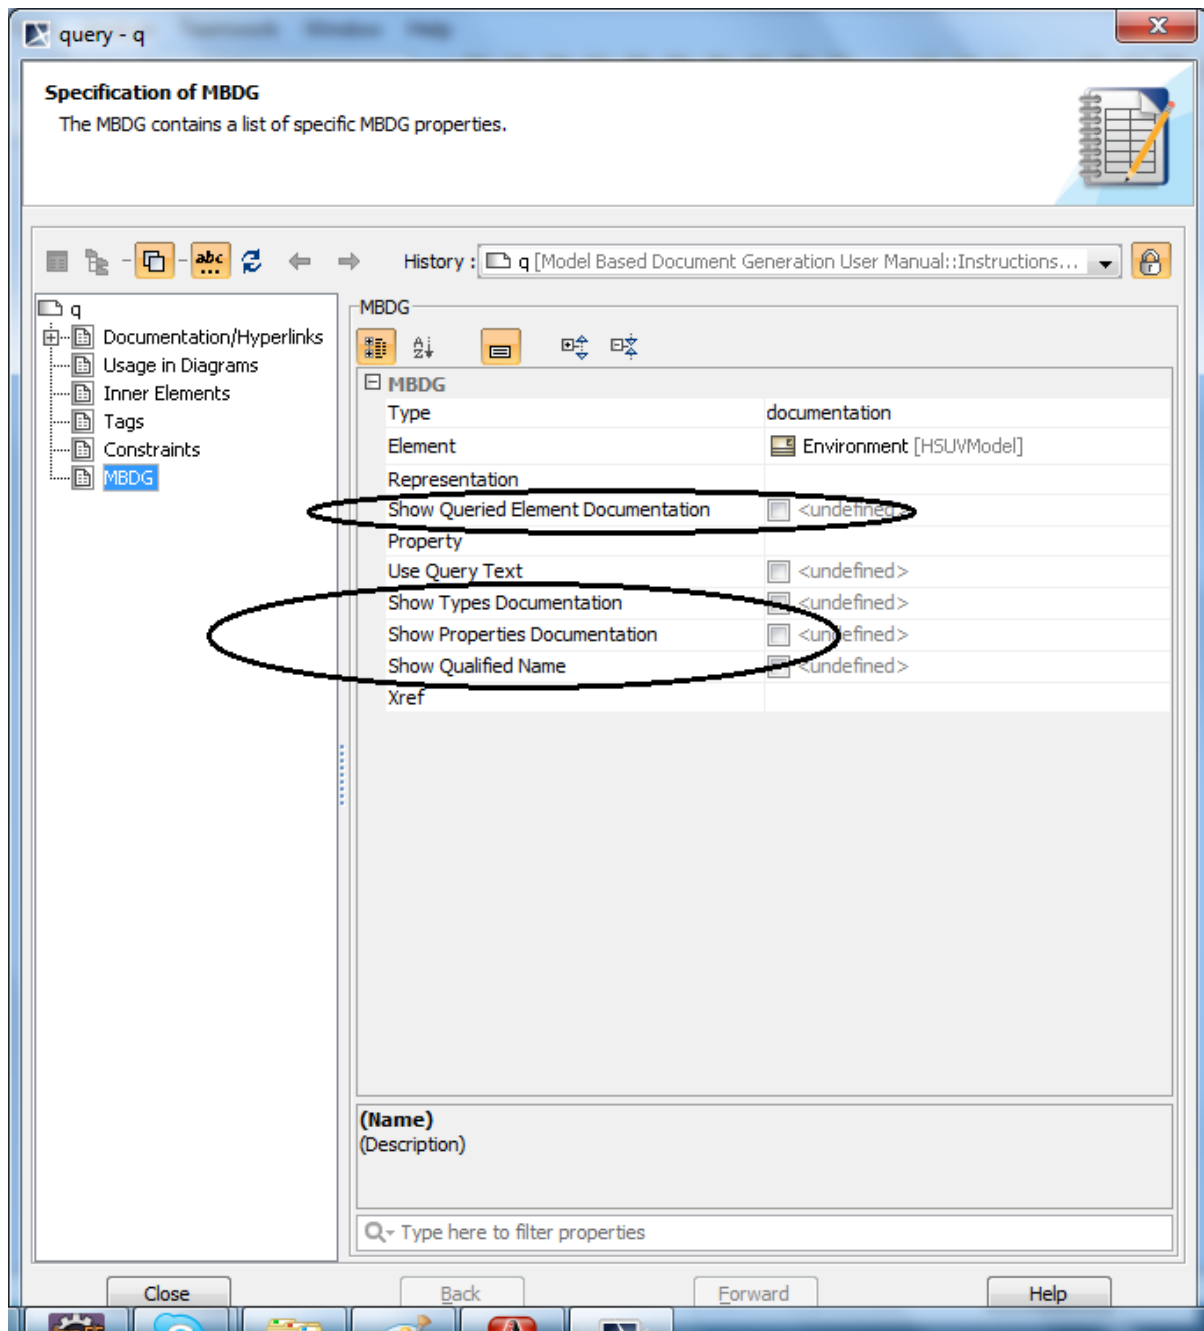 query - q
Specification of MBDG
The MBDG contains a list of specific MBDG properties.
History : q [Model Based Document Generation User Manual::Instructions...
q
Documentation/Hyperlinks
Usage in Diagrams
Inner Elements
Tags
Constraints
MBDG
MBDG
MBDG
Type documentation
Element Environment [HSUVModel]
Representation
Show Queried Element Documentation <undefined>
Property
Use Query Text <undefined>
Show Types Documentation <undefined>
Show Properties Documentation <undefined>
Show Qualified Name <undefined>
Xref
(Name)
(Description)
Type here to filter properties
Close Back Forward Help